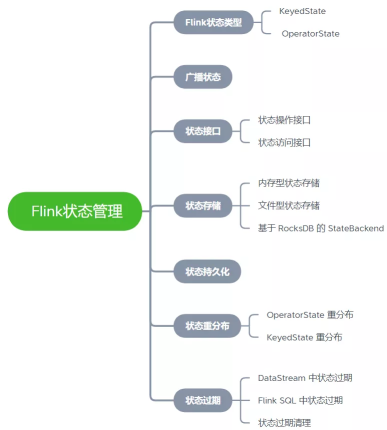 Flink状态管理
Flink状态类型
KeyedState
OperatorState
广播状态
状态接口
状态操作接口
状态访问接口
状态存储
内存型状态存储
文件型状态存储
基于 RocksDB 的 StateBackend
状态持久化
状态重分布
OperatorState 重分布
KeyedState 重分布
状态过期
DataStream 中状态过期
Flink SQL 中状态过期
状态过期清理